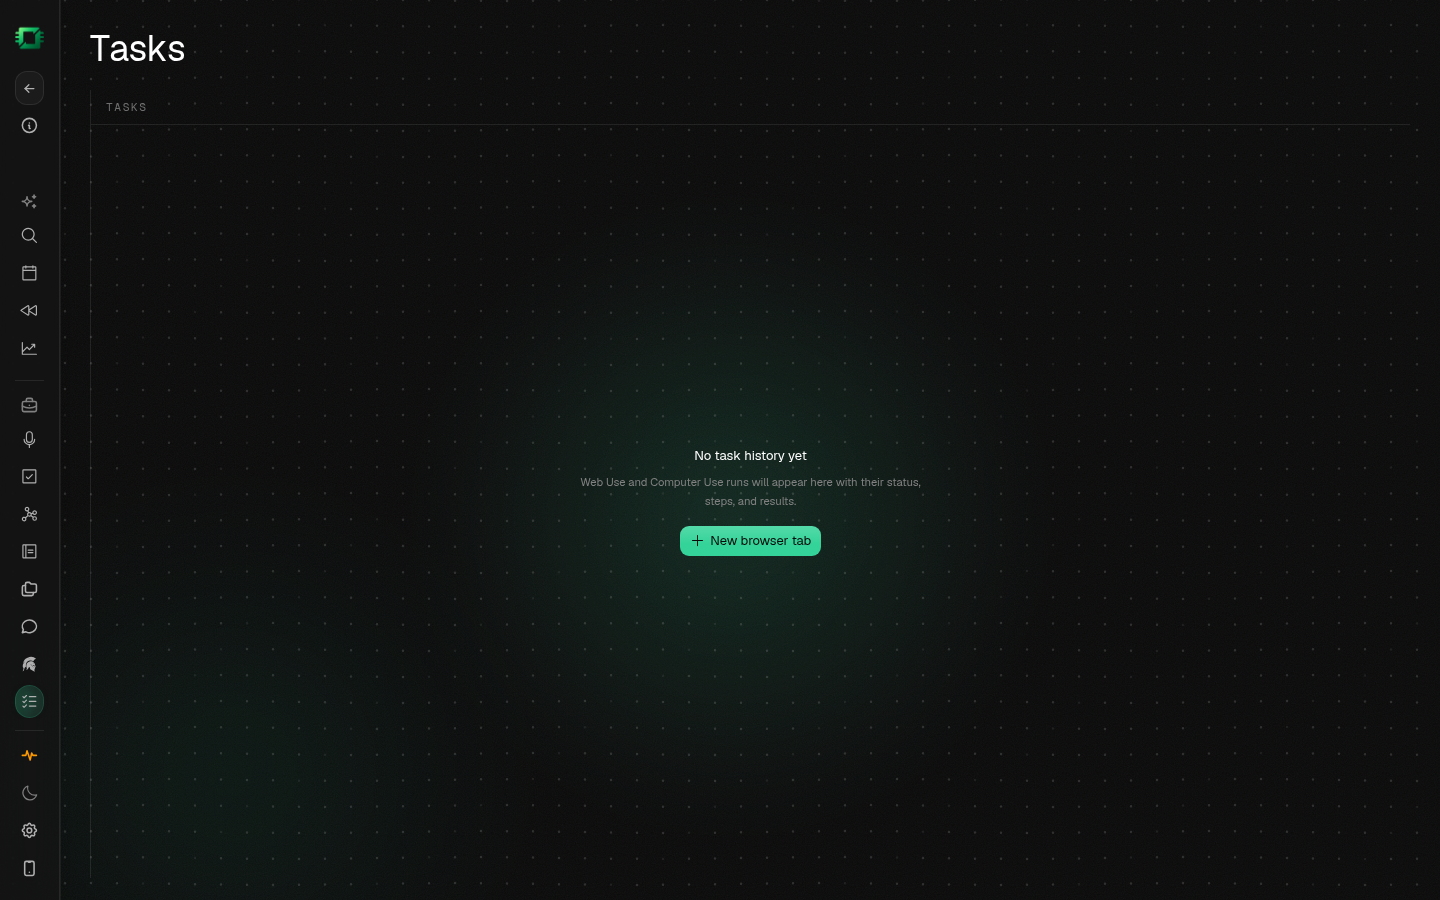 Tasks
TASKS
No task history yet
Web Use and Computer Use runs will appear here with their status,
steps, and results.
New browser tab